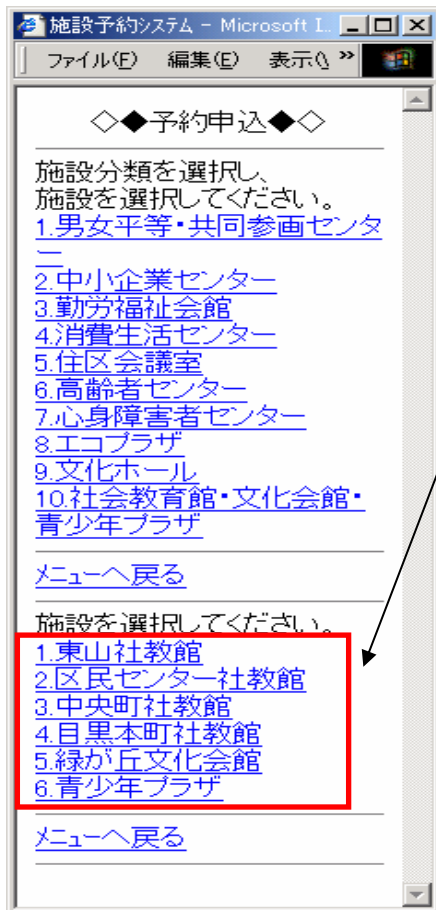 施設予約システム - Microsoft I...
ファイル(F) 編集(E) 表示(V) »
◇◆予約申込◆◇
施設分類を選択し、
施設を選択してください。
1.男女平等・共同参画センタ
ー
2.中小企業センター
3.勤労福祉会館
4.消費生活センター
5.住区会議室
6.高齢者センター
7.心身障害者センター
8.エコプラザ
9.文化ホール
10.社会教育館・文化会館・
青少年プラザ
メニューへ戻る
施設を選択してください。
1.東山社教館
2.区民センター社教館
3.中央町社教館
4.目黒本町社教館
5.緑が丘文化会館
6.青少年プラザ
メニューへ戻る